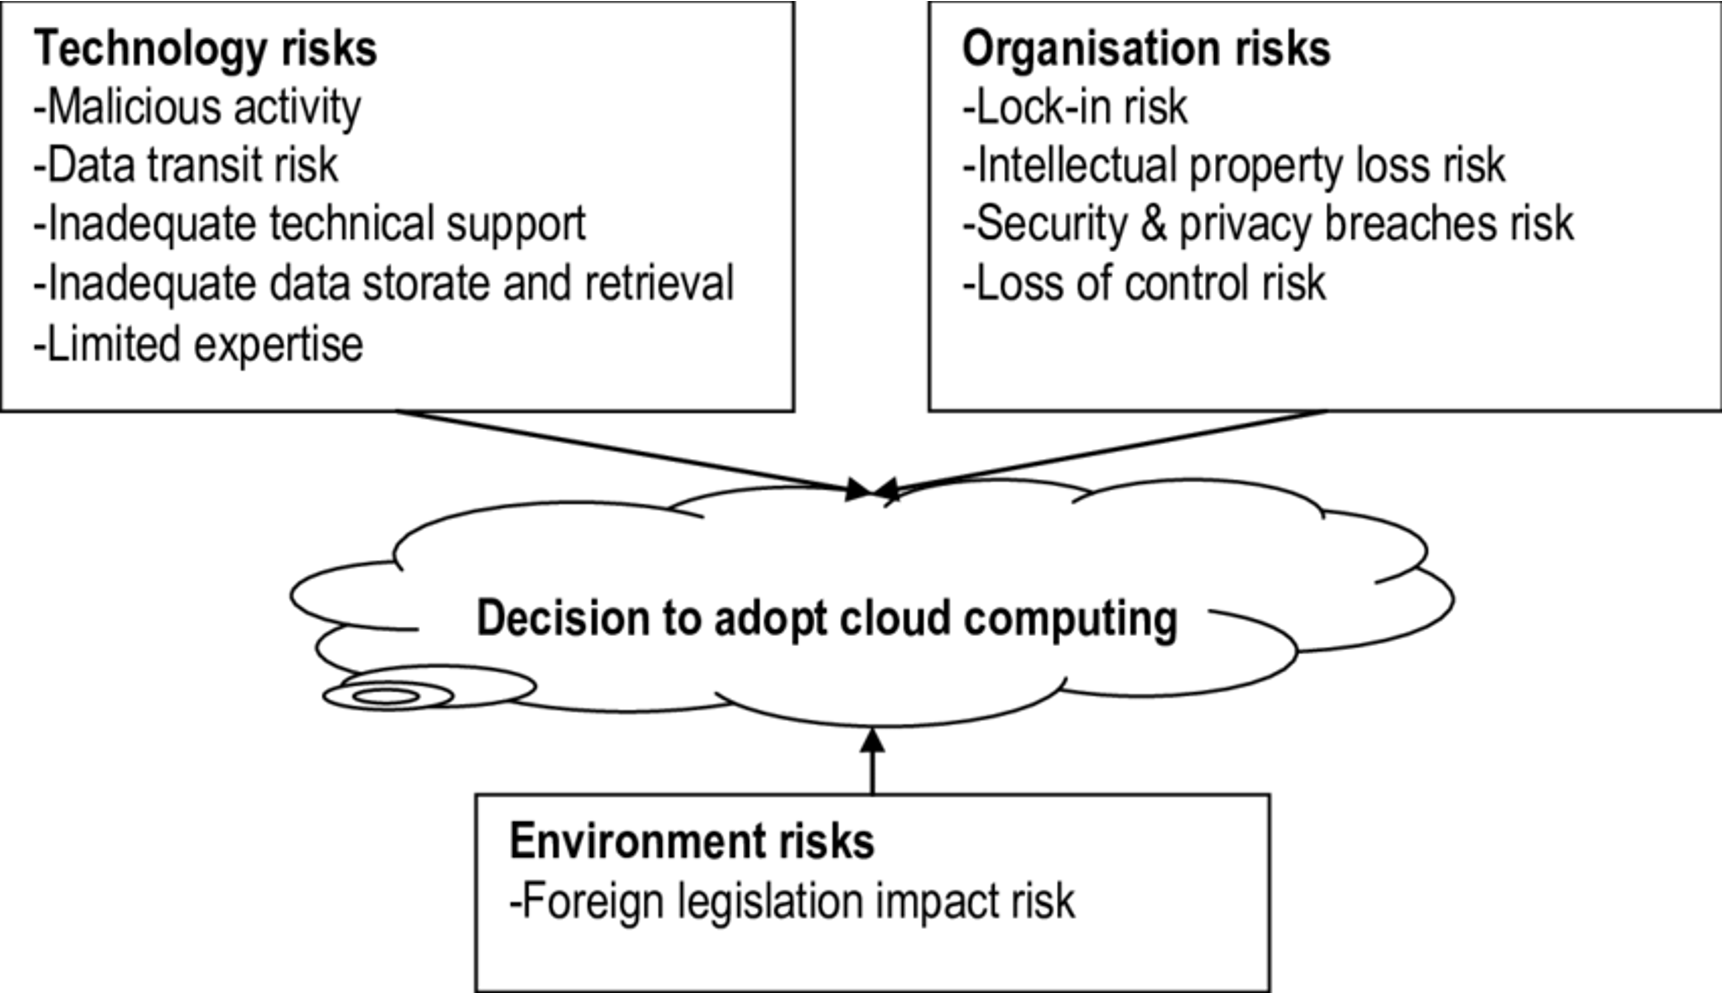 Technology risks
-Malicious activity
-Data transit risk
-Inadequate technical support
-Inadequate data storate and retrieval
-Limited expertise
Organisation risks
-Lock-in risk
-Intellectual property loss risk
-Security & privacy breaches risk
-Loss of control risk
Decision to adopt cloud computing
Environment risks
-Foreign legislation impact risk